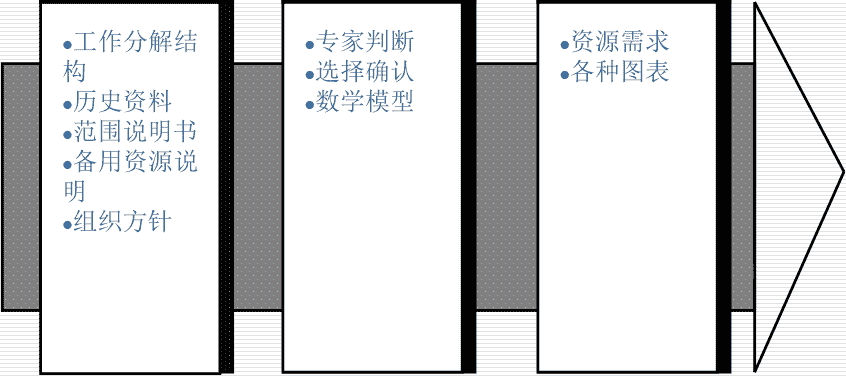 ●工作分解结
构
●历史资料
●范围说明书
●备用资源说
明
●组织方针
●专家判断
●选择确认
●数学模型
●资源需求
●各种图表